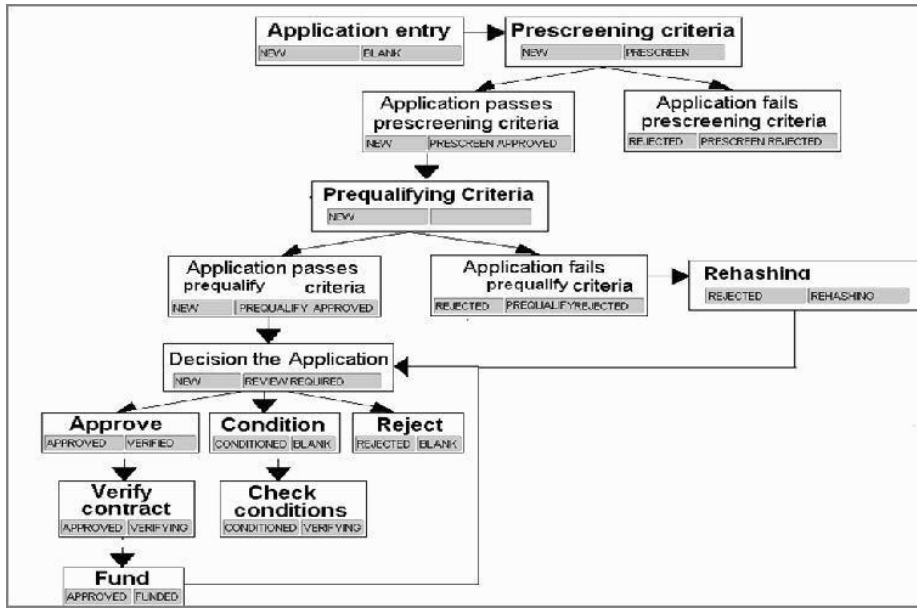 Application entry
NEW BLANK
Prescreening criteria
NEW PRESCREEN
Application passes
prescreening criteria
NEW PRESCREEN APPROVED
Application fails
prescreening criteria
REJECTED PRESCREEN REJECTED
Prequalifying Criteria
NEW
Application passes
prequalify criteria
NEW PREQUALIFY APPROVED
Application fails
prequalify criteria
REJECTED PREQUALIFYREJECTED
Rehashing
REJECTED REHASHING
Decision the Application
NEW REVIEW REQUIRED
Approve
APPROVED VERIFIED
Condition
CONDITIONED BLANK
Reject
REJECTED BLANK
Verify
contract
APPROVED VERIFYING
Check
conditions
CONDITIONED VERIFYING
Fund
APPROVED FUNDED